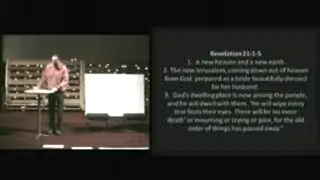 Revelation 21:1-5
1. A new heaven and a new earth.
2. The new Jerusalem, coming down out of heaven
from God, prepared as a bride beautifully dressed
for her husband.
3. God's dwelling place is now among the people,
and he will dwell with them. 'He will wipe every
tear from their eyes. There will be no more
death' or mourning or crying or pain, for the old
order of things has passed away."